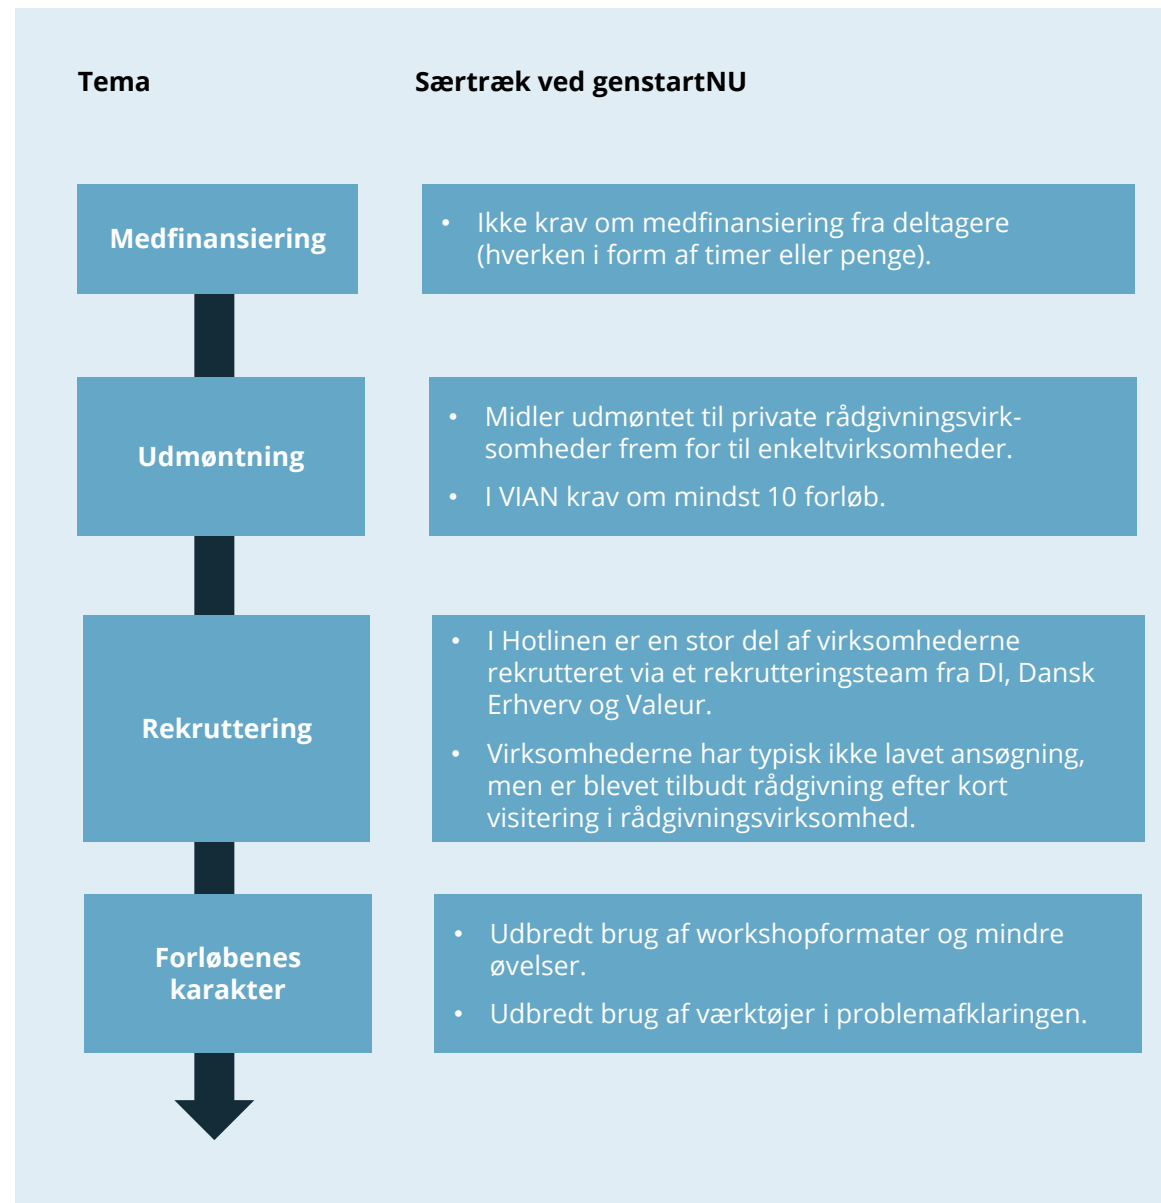 Tema
Særtræk ved genstartNU
Medfinansiering
• Ikke krav om medfinansiering fra deltagere
(hverken i form af timer eller penge).
Udmøntning
• Midler udmøntet til private rådgivningsvirk-
somheder frem for til enkeltvirksomheder.
• I VIAN krav om mindst 10 forløb.
Rekruttering
• I Hotlinen er en stor del af virksomhederne
rekrutteret via et rekrutteringsteam fra DI, Dansk
Erhverv og Valeur.
• Virksomhederne har typisk ikke lavet ansøgning,
men er blevet tilbudt rådgivning efter kort
visitering i rådgivningsvirksomhed.
Forløbenes
karakter
• Udbredt brug af workshopformater og mindre
øvelser.
• Udbredt brug af værktøjer i problemafklaringen.